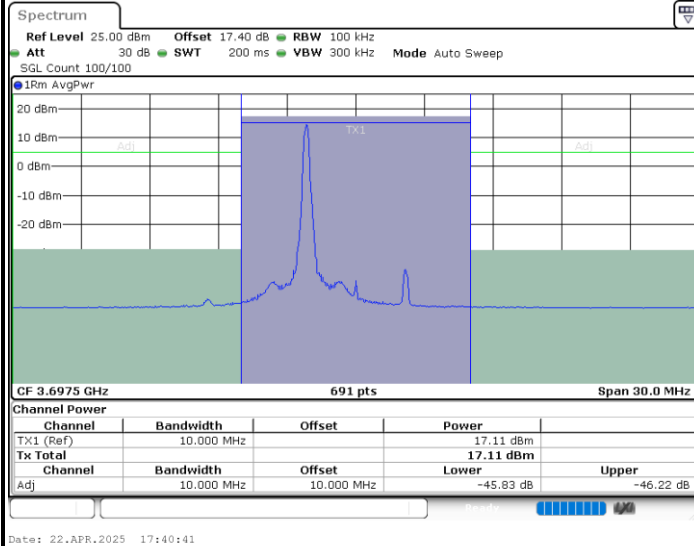 Spectrum
Ref Level 25.00 dBm Offset 17.40 dB RBW 100 kHz
Att 30 dB SWT 200 ms VBW 300 kHz Mode Auto Sweep
SGL Count 100/100
1Rm AvgPwr
20 dBm
TX1
10 dBm
Adj Adj
0 dBm
-10 dBm
-20 dBm
CF 3.6975 GHz 691 pts Span 30.0 MHz
Channel Power
Channel Bandwidth Offset Power
TX1 (Ref) 10.000 MHz 17.11 dBm
Tx Total 17.11 dBm
Channel Bandwidth Offset Lower Upper
Adj 10.000 MHz 10.000 MHz -45.83 dB -46.22 dB
Ready
Date: 22.APR.2025 17:40:41